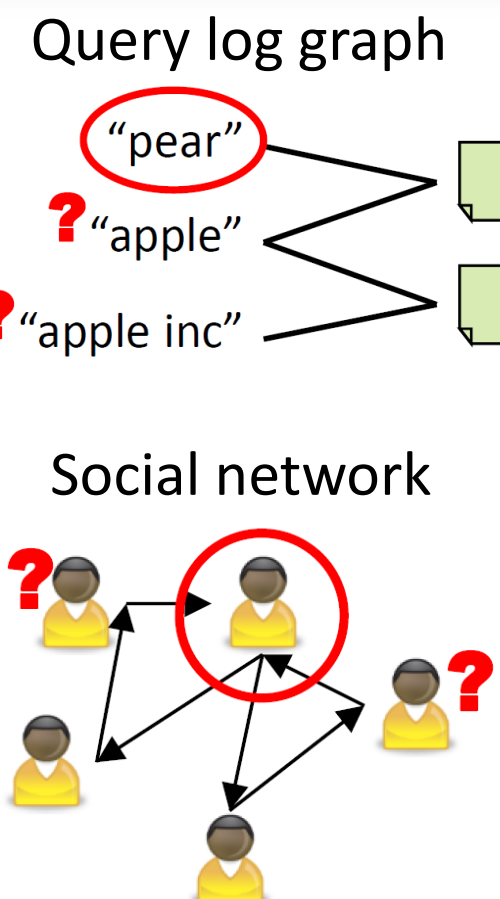 Query log graph
“pear”
? “apple”
? “apple inc”
Social network
?
?